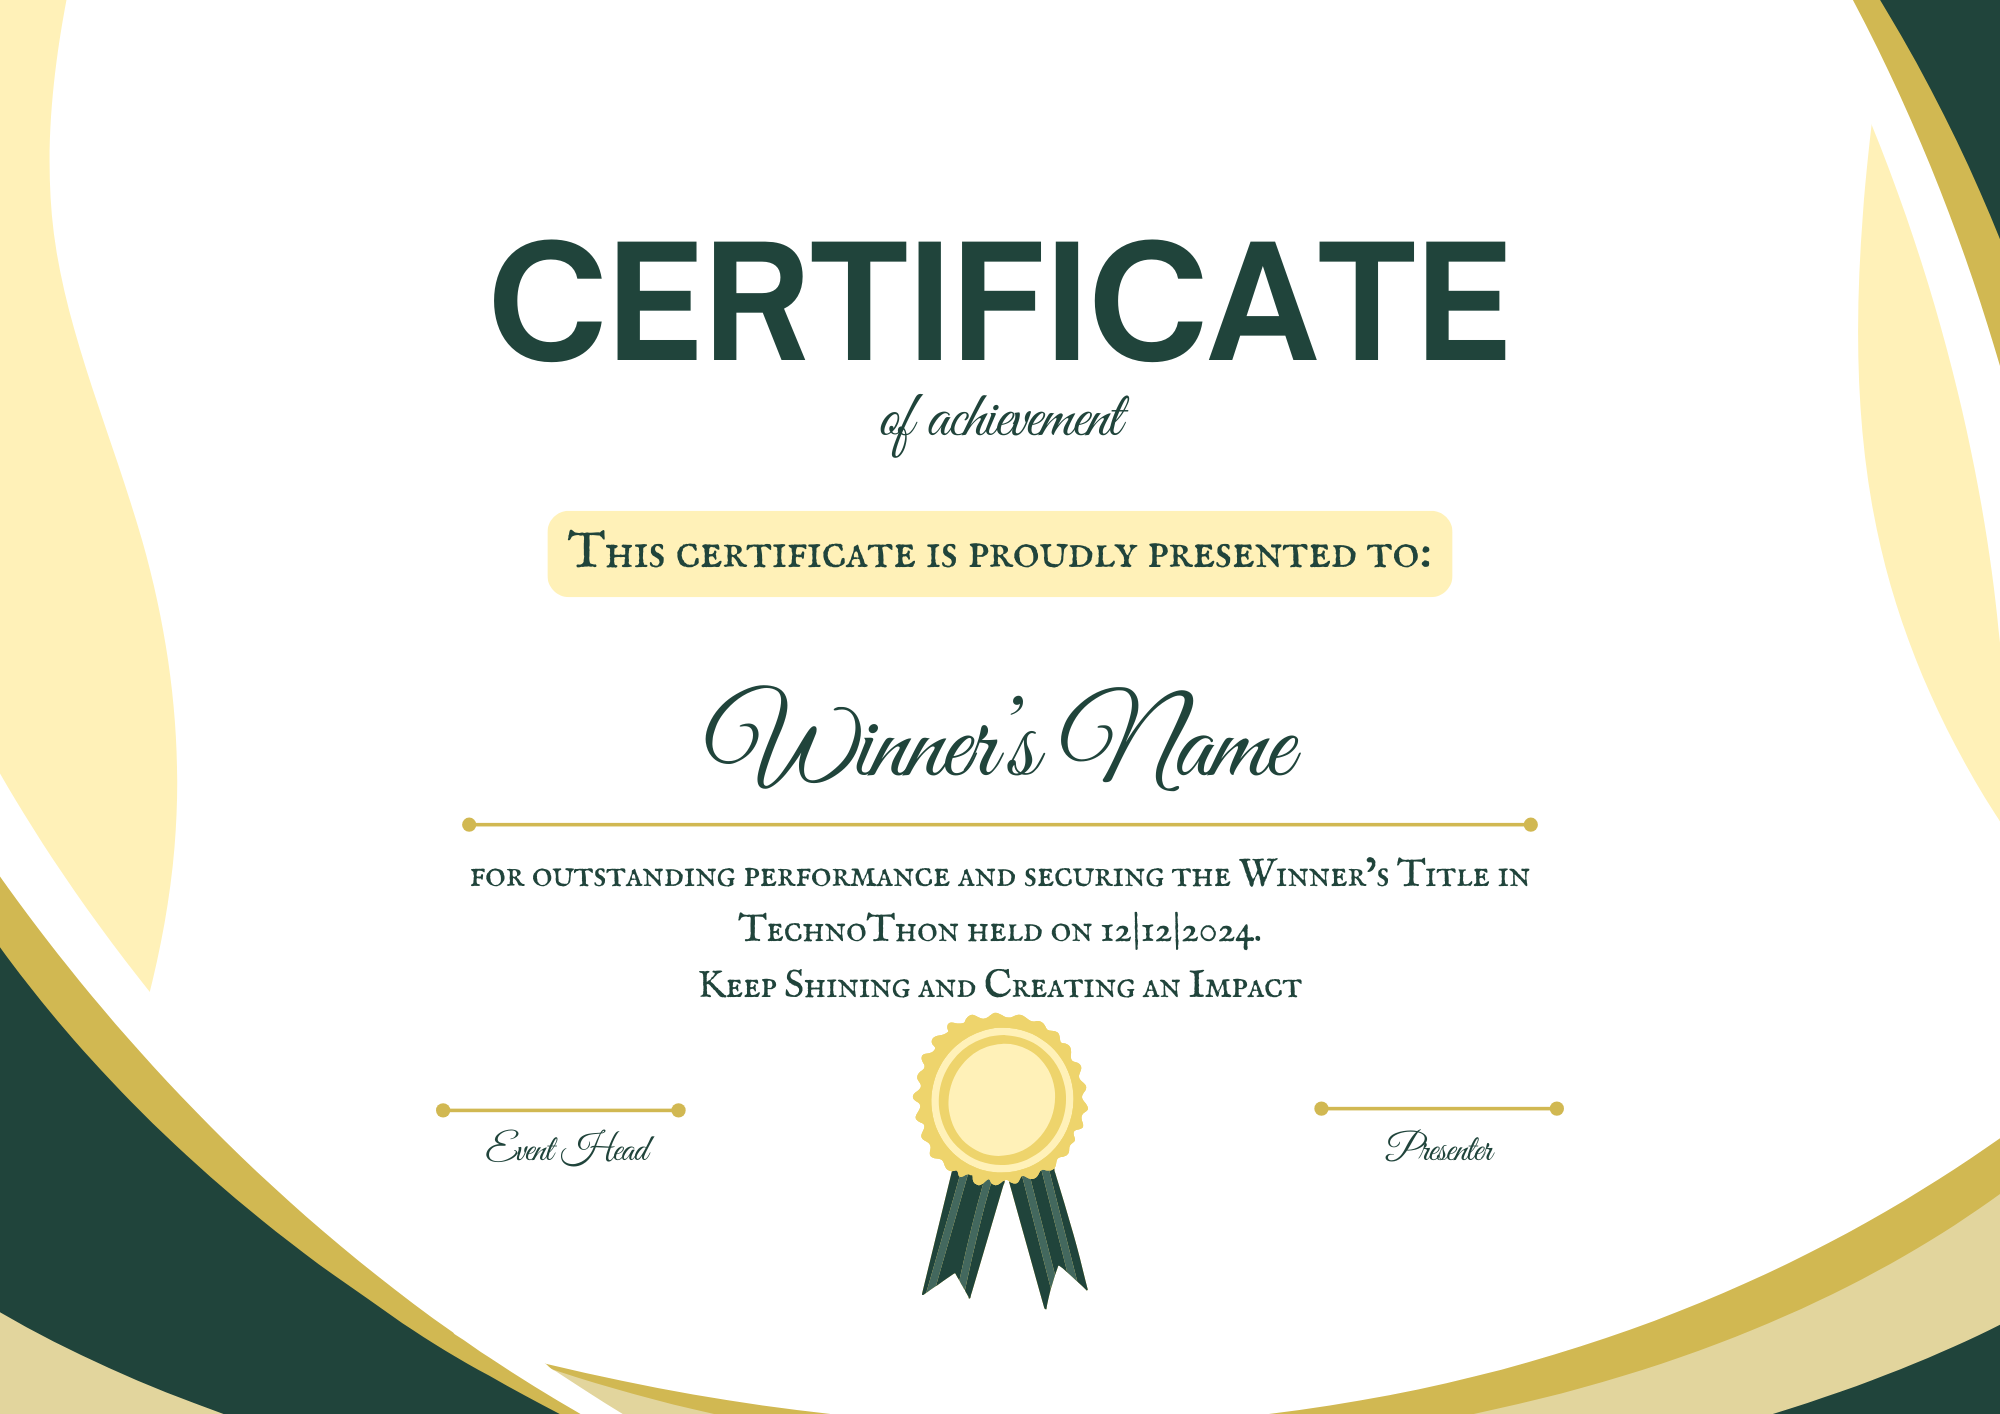 CERTIFICATE
of achievement
This certificate is proudly presented to:
Winner's Name
for outstanding performance and securing the Winner's Title in
TechnoThon held on 12|12|2024.
Keep Shining and Creating an Impact
Event Head
Presenter